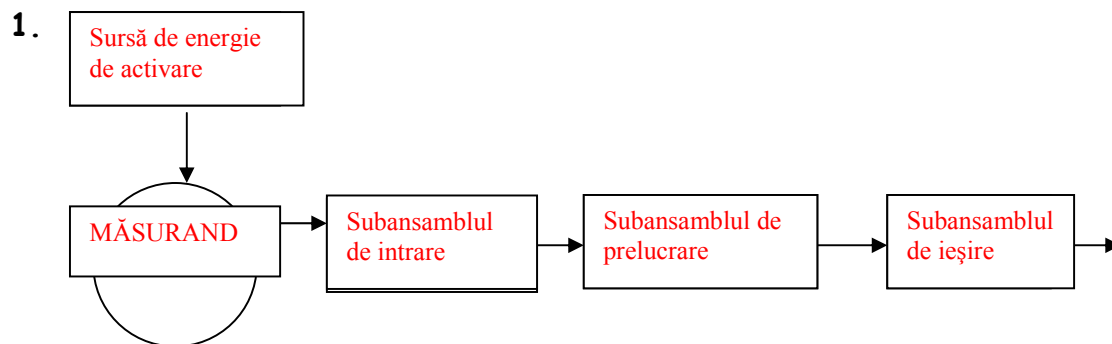 1.
Sursă de energie
de activare
MĂSURAND
Subansamblul
de intrare
Subansamblul de
prelucrare
Subansamblul
de ieşire